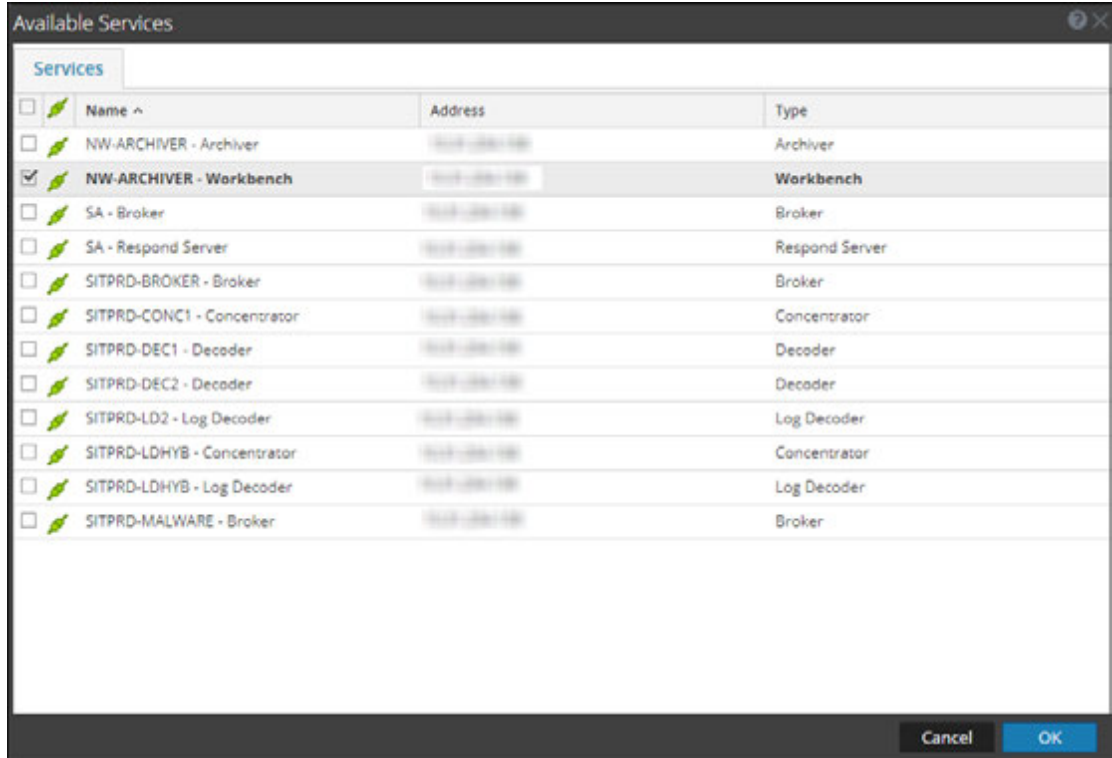 Available Services
Services
Name Address Type
NW-ARCHIVER - Archiver Archiver
NW-ARCHIVER - Workbench Workbench
SA - Broker Broker
SA - Respond Server Respond Server
SITPRD-BROKER - Broker Broker
SITPRD-CONC1 - Concentrator Concentrator
SITPRD-DEC1 - Decoder Decoder
SITPRD-DEC2 - Decoder Decoder
SITPRD-LD2 - Log Decoder Log Decoder
SITPRD-LDHYB - Concentrator Concentrator
SITPRD-LDHYB - Log Decoder Log Decoder
SITPRD-MALWARE - Broker Broker
Cancel OK